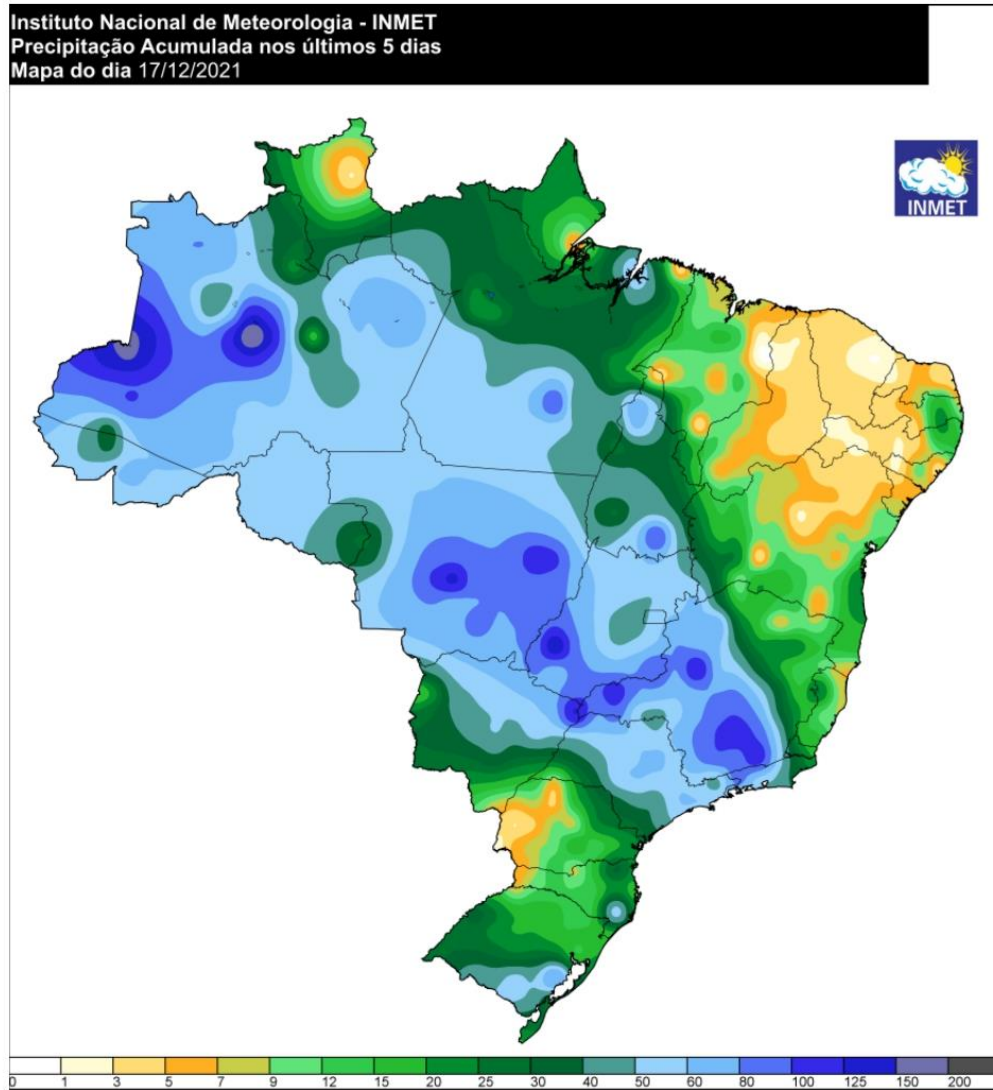 Instituto Nacional de Meteorologia - INMET
Precipitação Acumulada nos últimos 5 dias
Mapa do dia 17/12/2021
INMET
0 1 3 5 7 9 12 15 20 25 30 40 50 60 80 100 125 150 200